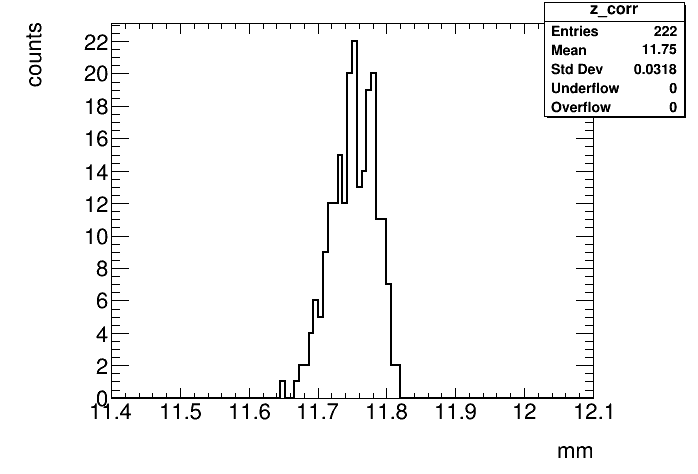 z_corr
Entries 222
Mean 11.75
Std Dev 0.0318
Underflow 0
Overflow 0
counts
22
20
18
16
14
12
10
8
6
4
2
0
11.4 11.5 11.6 11.7 11.8 11.9 12 12.1
mm